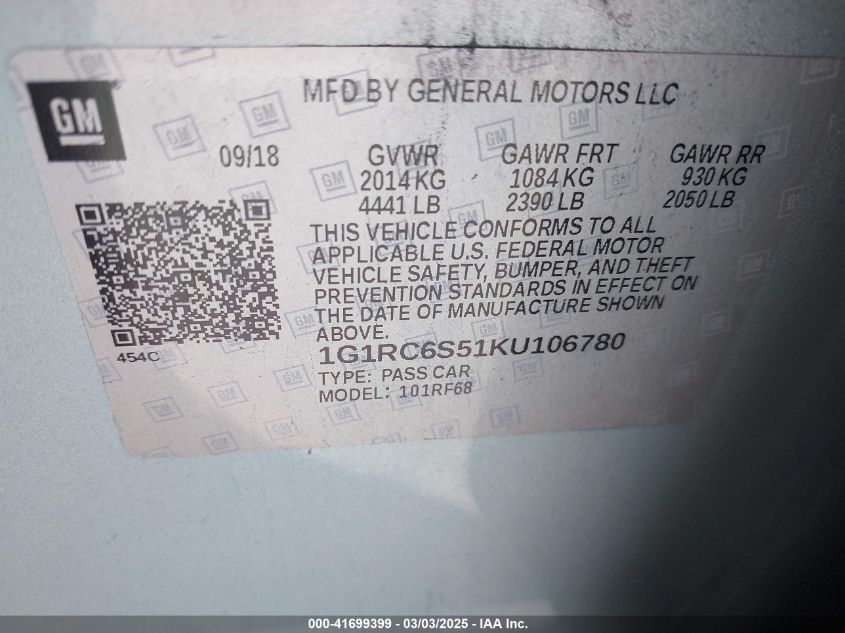 GM
MFD BY GENERAL MOTORS LLC
09/18 GVWR GAWR FRT GAWR RR
2014 KG 1084 KG 930 KG
4441 LB 2390 LB 2050 LB
THIS VEHICLE CONFORMS TO ALL
APPLICABLE U.S. FEDERAL MOTOR
VEHICLE SAFETY, BUMPER, AND THEFT
PREVENTION STANDARDS IN EFFECT ON
THE DATE OF MANUFACTURE SHOWN
ABOVE.
454C
1G1RC6S51KU106780
TYPE: PASS CAR
MODEL: 101RF68
000-41699399 - 03/03/2025 - IAA Inc.